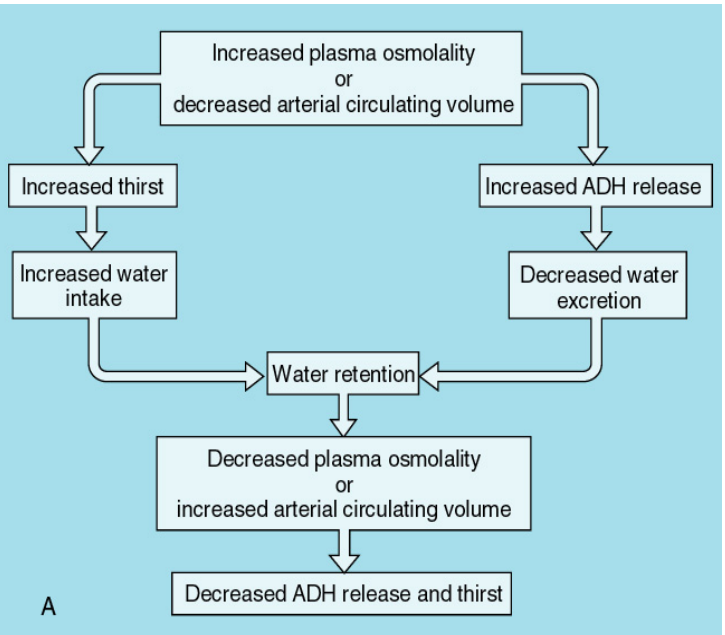 Increased plasma osmolality
or
decreased arterial circulating volume
Increased thirst
Increased ADH release
Increased water
intake
Decreased water
excretion
Water retention
Decreased plasma osmolality
or
increased arterial circulating volume
Decreased ADH release and thirst
A